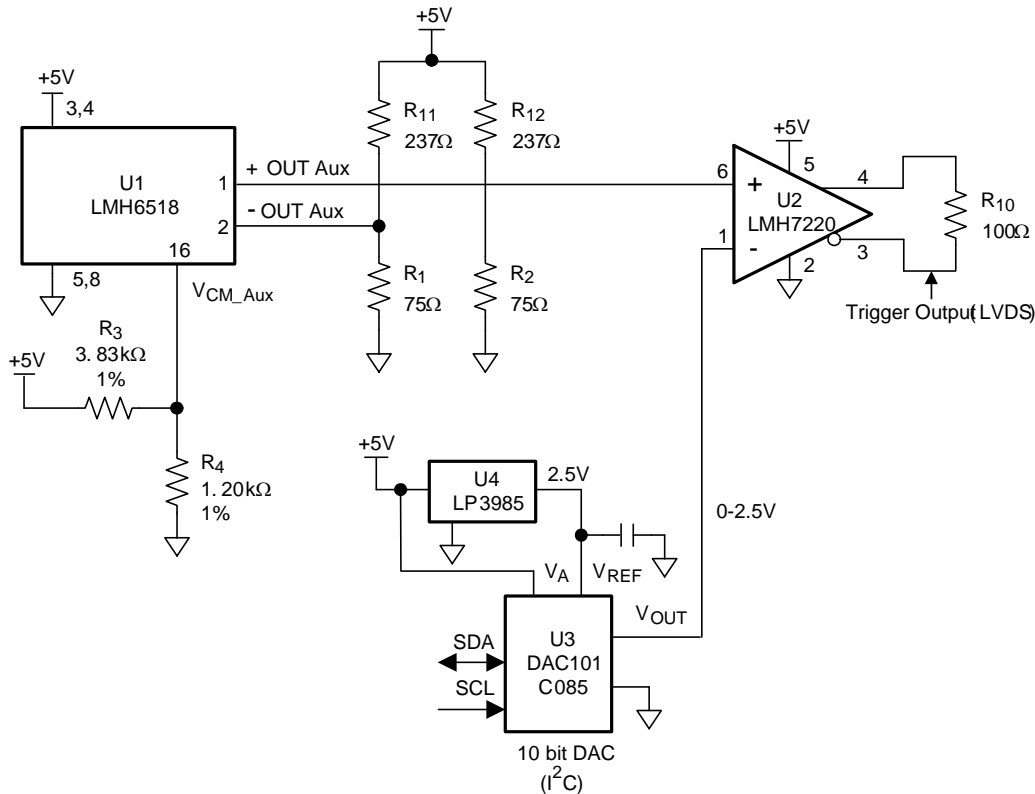 +5V
+5V
3,4
R11
237Ω
R12
237Ω
+5V
U1
LMH6518
1
+ OUT Aux
2
- OUT Aux
16
5,8
VCM_Aux
R1
75Ω
R2
75Ω
6
+
5
U2
LMH7220
1
-
2
4
3
R10
100Ω
Trigger Output (LVDS)
R3
3.83kΩ
1%
+5V
R4
1.20kΩ
1%
+5V
U4
LP3985
2.5V
0-2.5V
VA
VREF
VOUT
U3
DAC101
C085
SDA
SCL
10 bit DAC
(I²C)